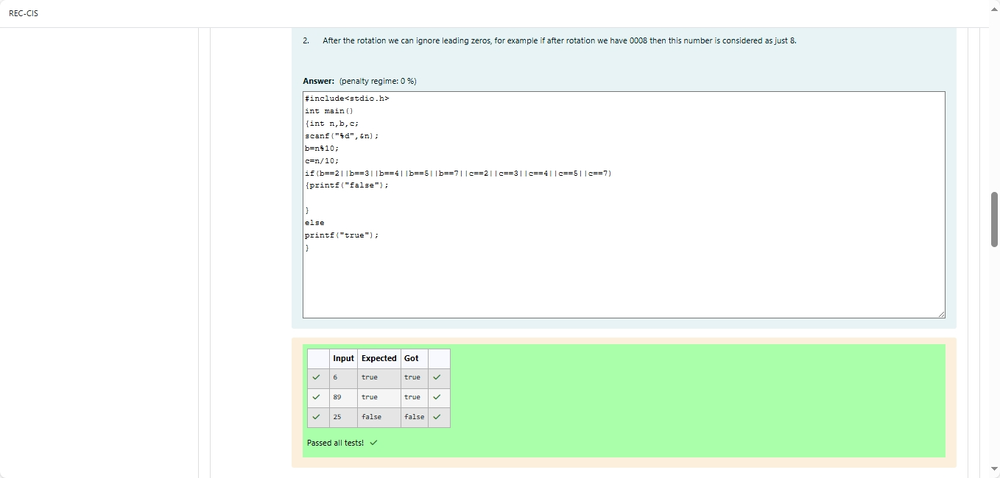 REC-CIS
2. After the rotation we can ignore leading zeros, for example if after rotation we have 0008 then this number is considered as just 8.
Answer: (penalty regime: 0 %)
#include<stdio.h>
int main()
{int n,b,c;
scanf("%d",&n);
b=n%10;
c=n/10;
if(b==2||b==3||b==4||b==5||b==7||c==2||c==3||c==4||c==5||c==7)
{printf("false");
}
else
printf("true");
}
Input Expected Got
6 true true
89 true true
25 false false
Passed all tests!